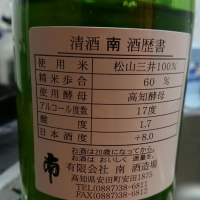 清酒 南 酒歴書
使用米 松山三井100%
精米歩合 60 %
使用酵母 高知酵母
アルコール度数 17度
酸度 1.7
日本酒度 +8.0
お酒は20歳になってから。
お酒は おいしく 適量を。
南
有限会社 南 酒造場
高知県安田町安田1875
TEL(0887)38-6811
FAX(0887)38-6812